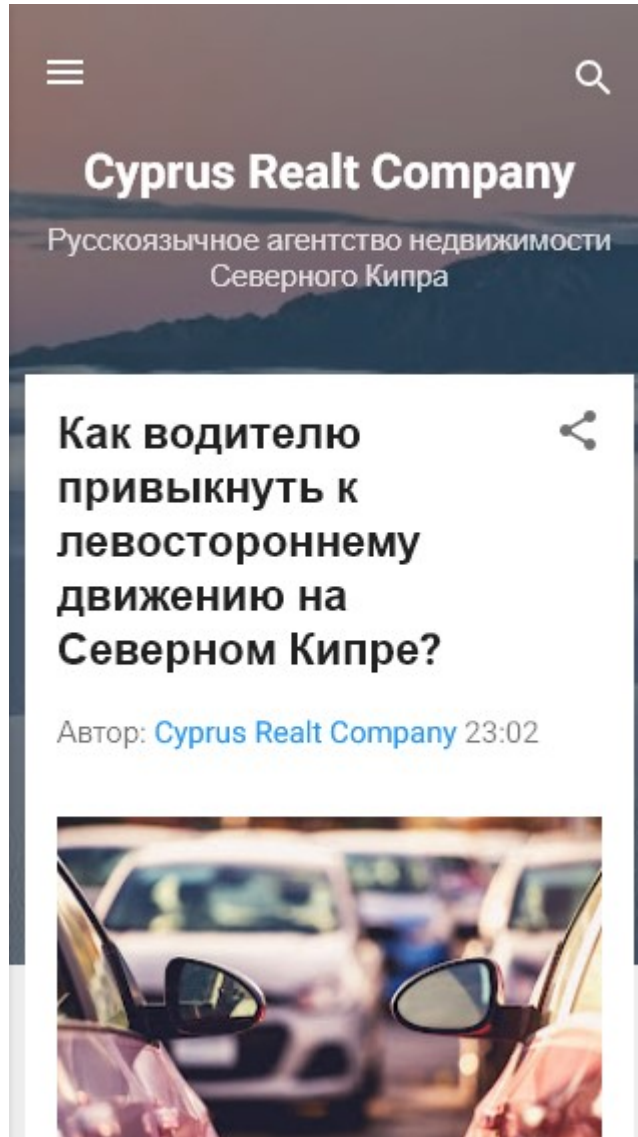 Cyprus Realt Company
Русскоязычное агентство недвижимости
Северного Кипра
Как водителю
привыкнуть к
левостороннему
движению на
Северном Кипре?
Автор: Cyprus Realt Company 23:02